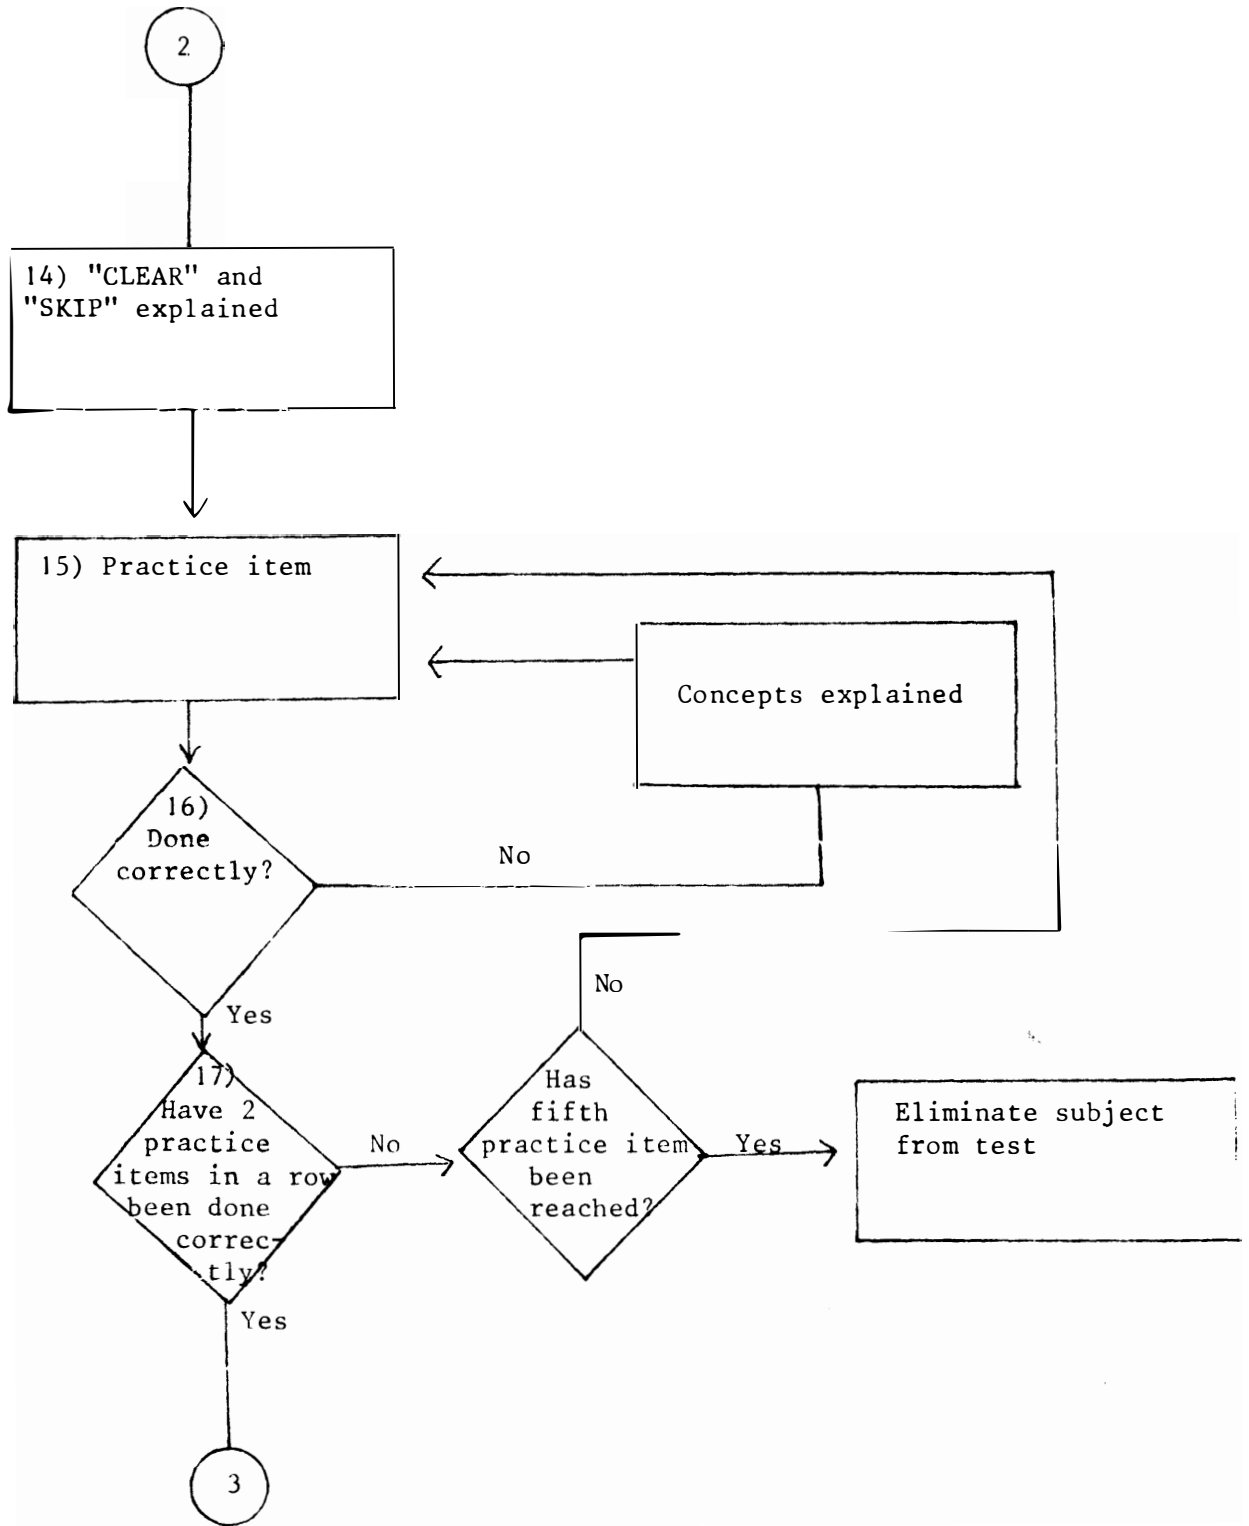 2
14) "CLEAR" and
"SKIP" explained
15) Practice item
Concepts explained
16)
Done
correctly?
No
Yes
No
17)
Have 2
practice
items in a row
been done
correc-
tly?
No
Has
fifth
practice item
been
reached?
Yes
Eliminate subject
from test
Yes
3